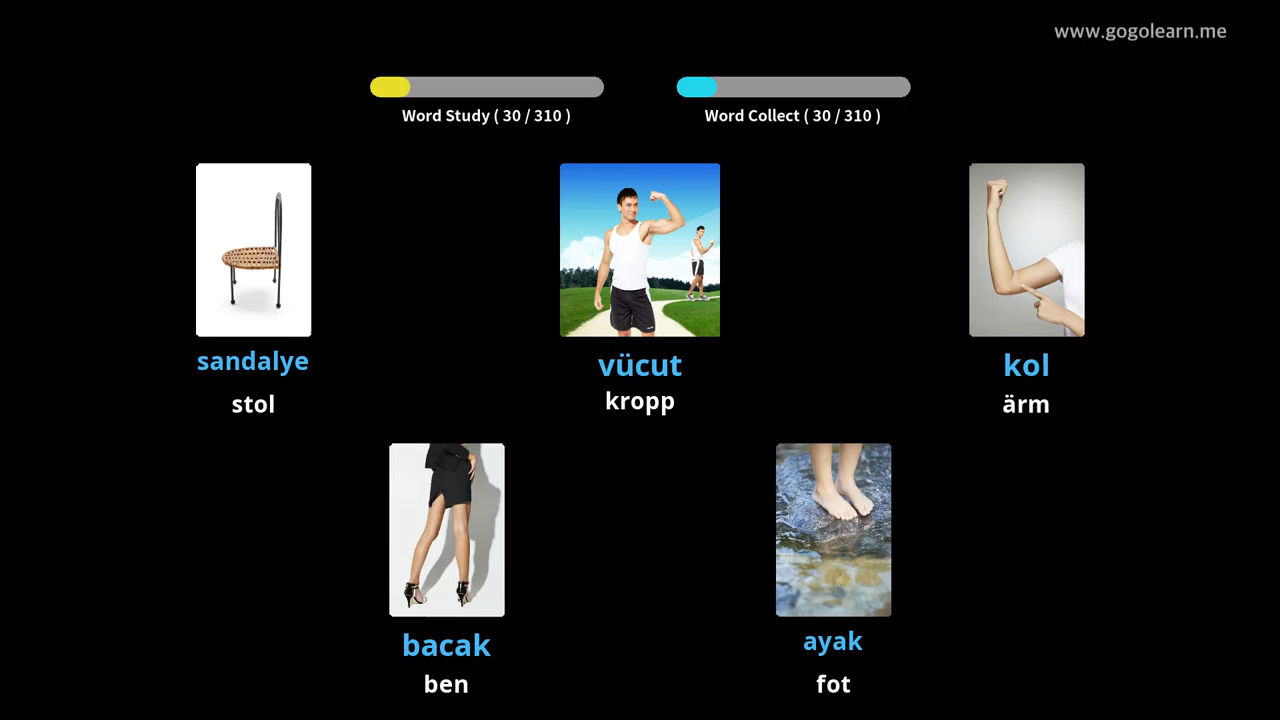 www.gogolearn.me
Word Study ( 30 / 310 )
Word Collect ( 30 / 310 )
sandalye
stol
vücut
kropp
kol
ärm
bacak
ben
ayak
fot